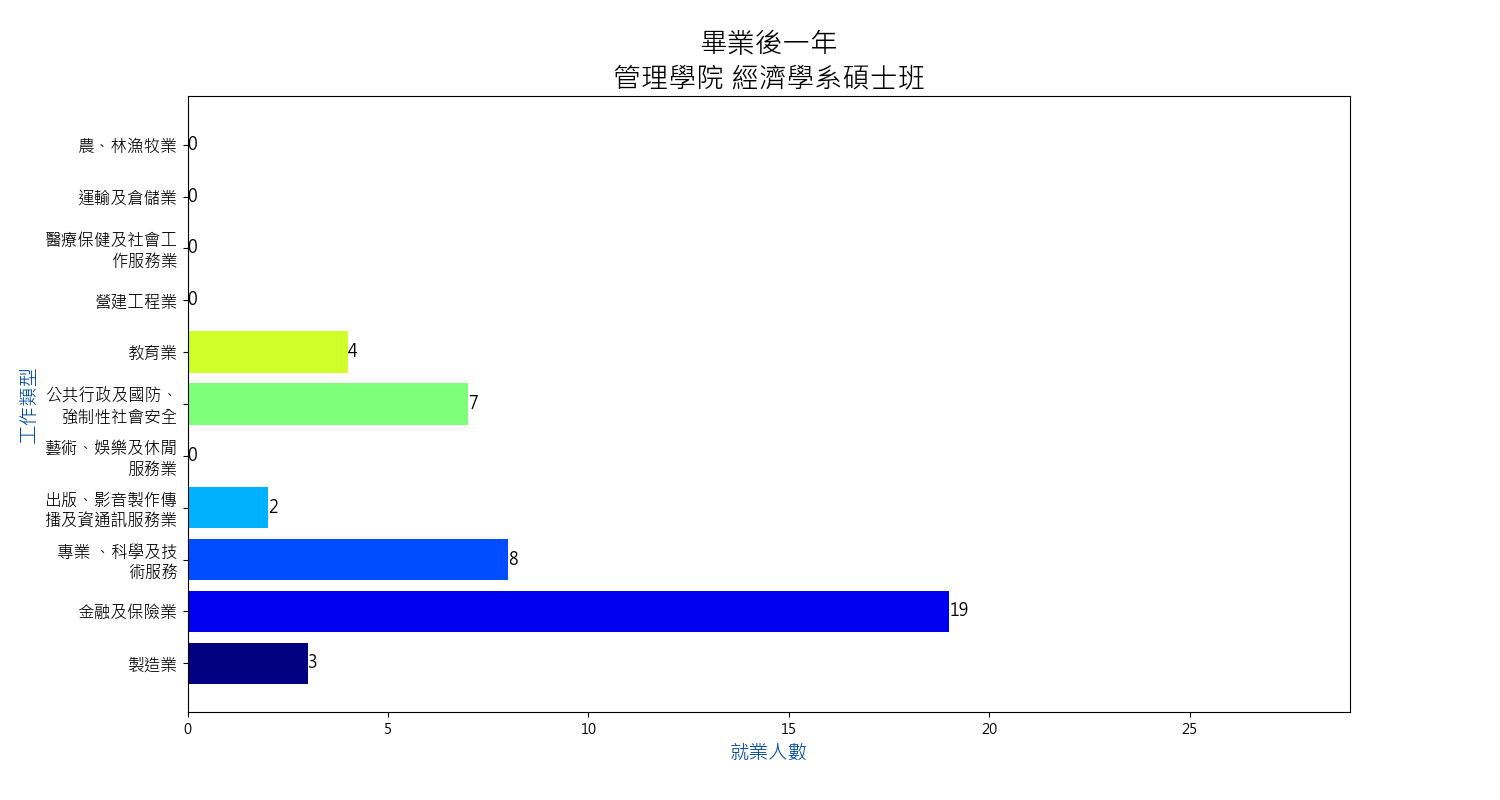 畢業後一年
管理學院 經濟學系碩士班
農、林漁牧業
0
運輸及倉儲業
0
醫療保健及社會工
作服務業
0
營建工程業
0
教育業
4
公共行政及國防、
強制性社會安全
7
藝術、娛樂及休閒
服務業
0
出版、影音製作傳
播及資通訊服務業
2
專業 、科學及技
術服務
8
金融及保險業
19
製造業
3
工作類型
0 5 10 15 20 25
就業人數